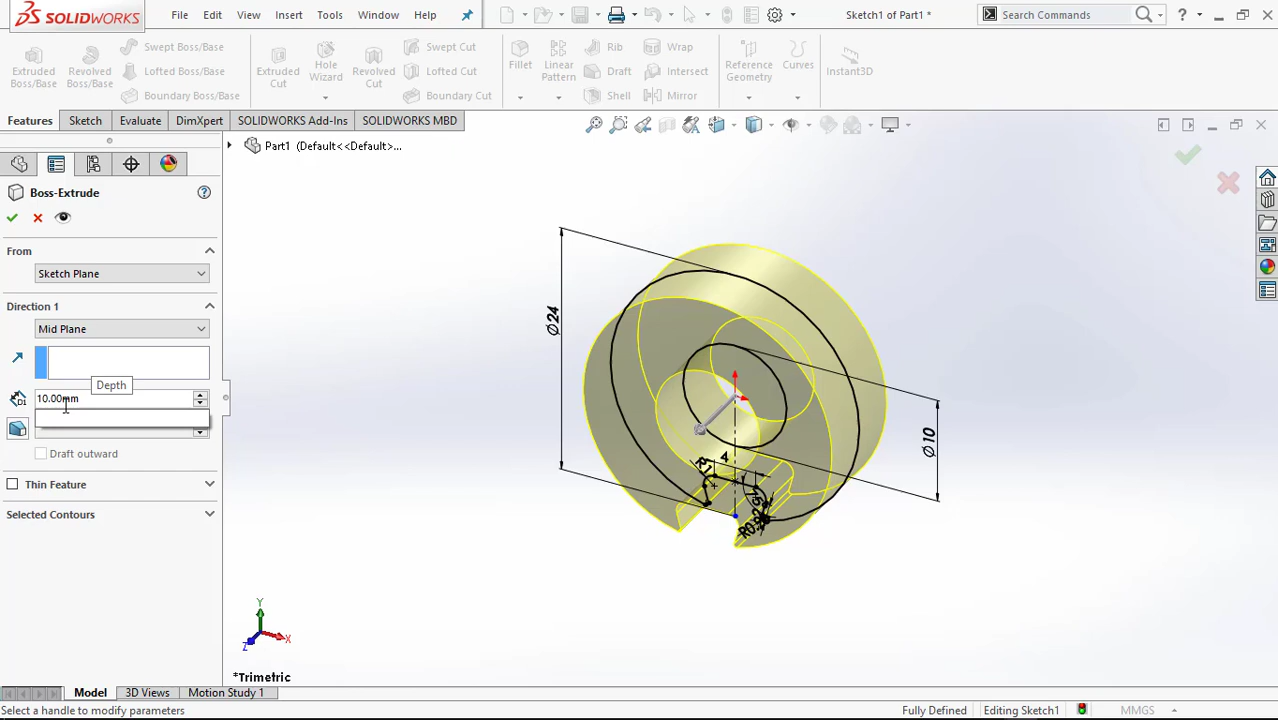 SOLIDWORKS File Edit View Insert Tools Window Help Sketch1 of Part1 * Search Commands ?
Extruded Boss/Base Revolved Boss/Base Swept Boss/Base Lofted Boss/Base Boundary Boss/Base Extruded Cut Hole Wizard Revolved Cut Swept Cut Lofted Cut Boundary Cut Fillet Linear Pattern Rib Draft Shell Wrap Intersect Mirror Reference Geometry Curves Instant3D
Features Sketch Evaluate DimXpert SOLIDWORKS Add-Ins SOLIDWORKS MBD
Part1 (Default<<Default>...
Boss-Extrude
From
Sketch Plane
Direction 1
Mid Plane
Depth
10.00mm
Draft outward
Thin Feature
Selected Contours
Ø24
Ø10
4
R1
Y
X
Z
*Trimetric
Model 3D Views Motion Study 1
Select a handle to modify parameters Fully Defined Editing Sketch1 MMGS